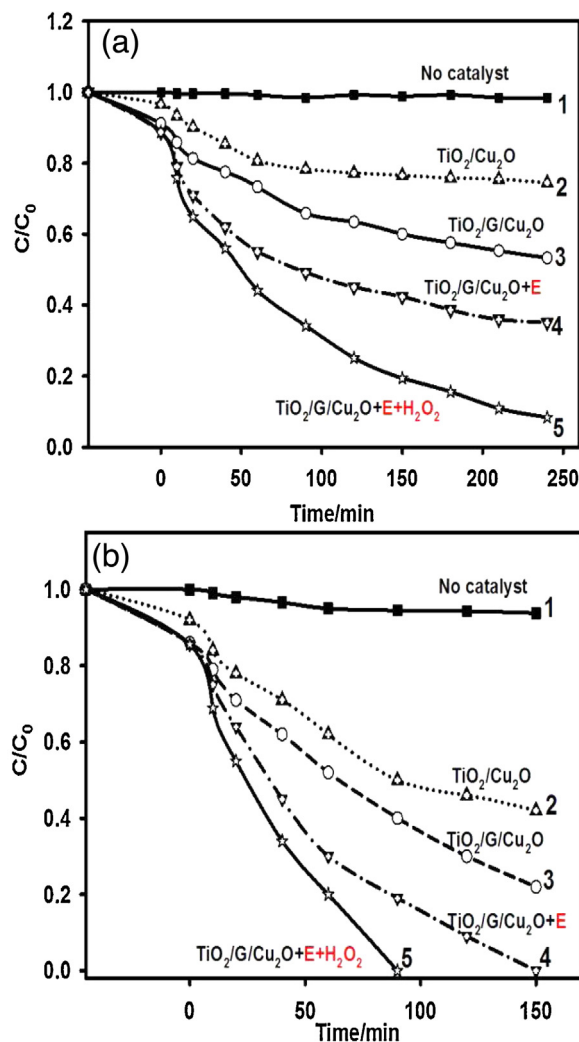 (a)
1.2
1.0
0.8
0.6
0.4
0.2
0.0
C/C₀
No catalyst
1
TiO₂/Cu₂O
2
TiO₂/G/Cu₂O
3
TiO₂/G/Cu₂O+E
4
TiO₂/G/Cu₂O+E+H₂O₂
5
0 50 100 150 200 250
Time/min
(b)
1.0
0.8
0.6
0.4
0.2
0.0
C/C₀
No catalyst
1
TiO₂/Cu₂O
2
TiO₂/G/Cu₂O
3
TiO₂/G/Cu₂O+E
4
TiO₂/G/Cu₂O+E+H₂O₂
5
0 50 100 150
Time/min